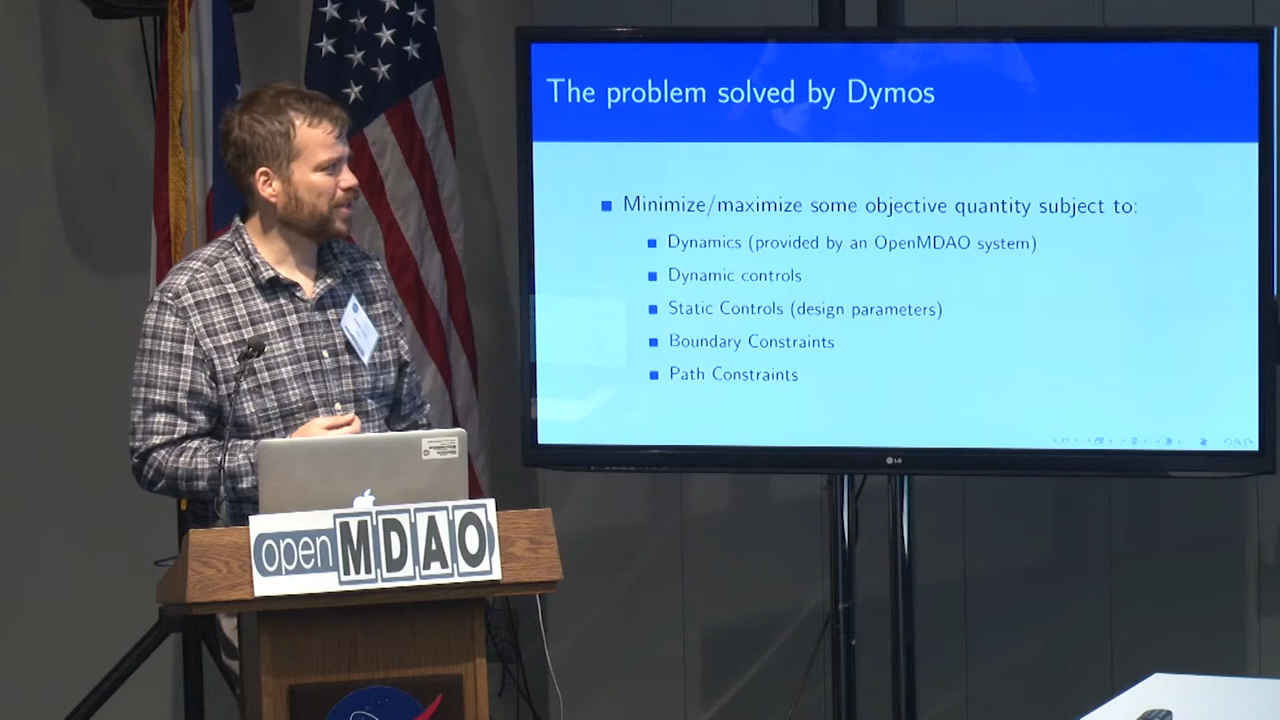 The problem solved by Dymos
Minimize/maximize some objective quantity subject to:
Dynamics (provided by an OpenMDAO system)
Dynamic controls
Static Controls (design parameters)
Boundary Constraints
Path Constraints
LG
open MDAO